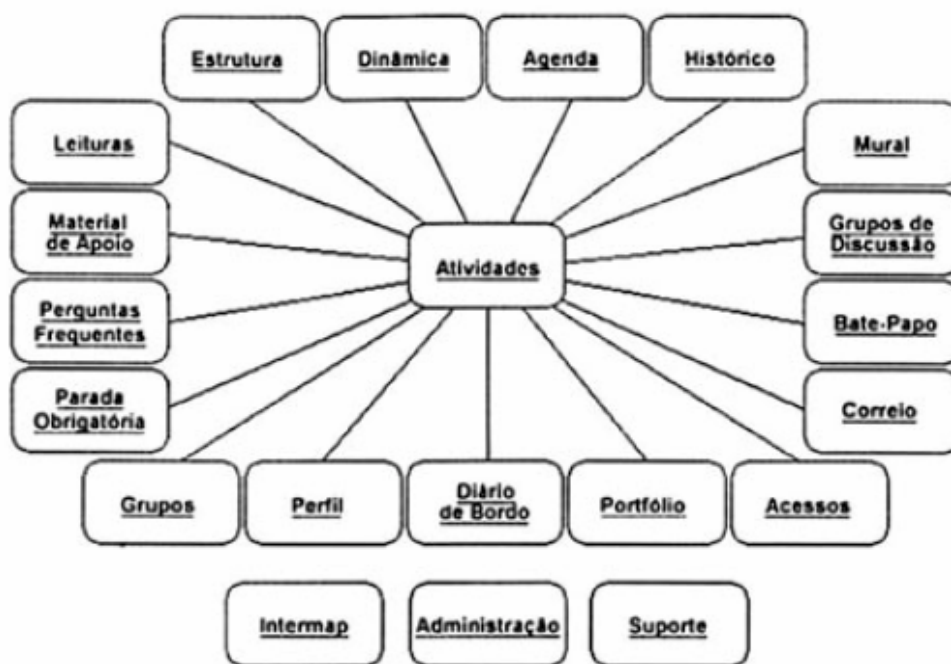 Estrutura
Dinâmica
Agenda
Histórico
Leituras
Mural
Material
de Apoio
Grupos de
Discussão
Atividades
Perguntas
Frequentes
Bate-Papo
Parada
Obrigatória
Correio
Grupos
Perfil
Diário
de Bordo
Portfólio
Acessos
Intermap
Administração
Suporte